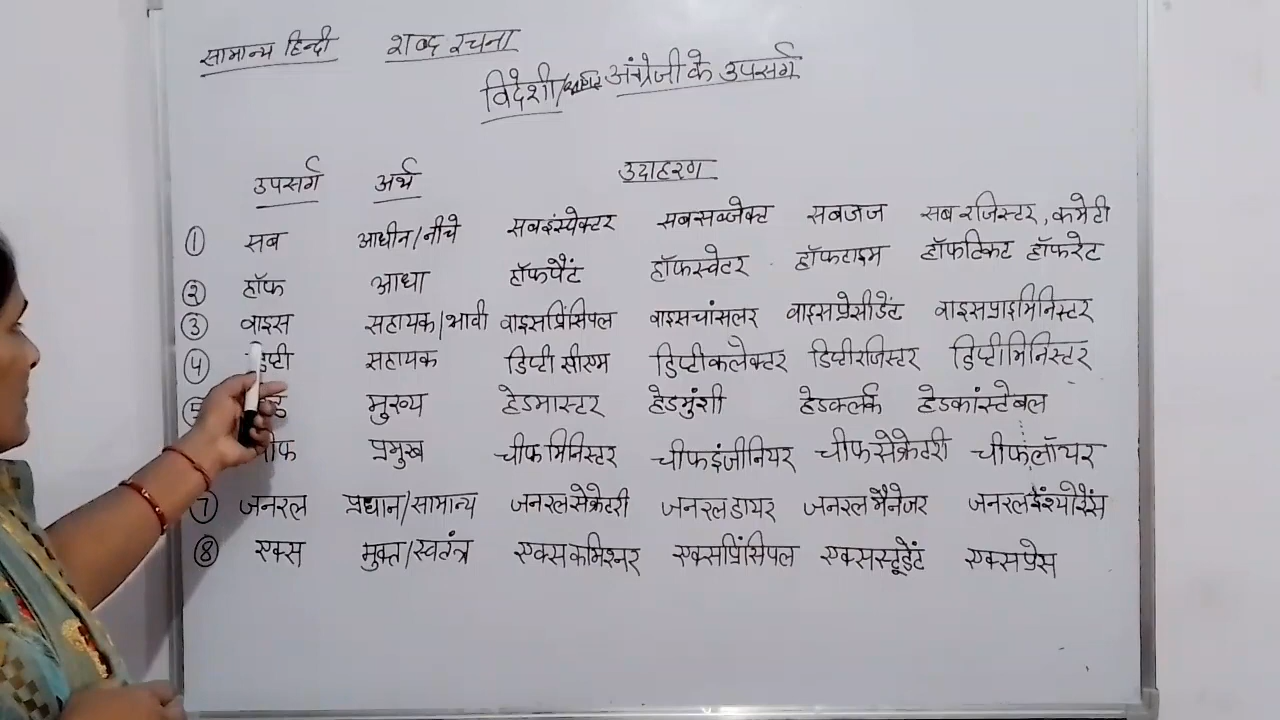 सामान्य हिन्दी शब्द रचना
विदेशी/ अंग्रेजी के उपसर्ग
उपसर्ग अर्थ उदाहरण
① सब आधीन/नीचे सबइंस्पेक्टर सबसब्जेक्ट सबजज सब रजिस्टर, कमेटी
② हॉफ आधा हॉफपैंट हॉफस्वेटर हॉफटाइम हॉफटिकट हॉफरेट
③ वाइस सहायक/भावी वाइसप्रिंसिपल वाइसचांसलर वाइसप्रेसीडेंट वाइसप्राइमिनिस्टर
④ सहायक डिप्टी सीएम डिप्टीकलेक्टर डिप्टीरजिस्टर डिप्टीमिनिस्टर
⑤ मुख्य हेडमास्टर हेडमुंशी हेडक्लर्क हेडकांस्टेबल
प्रमुख चीफ मिनिस्टर चीफइंजीनियर चीफसेक्रेटरी चीफलॉयर
⑦ जनरल प्रधान/सामान्य जनरलसेक्रेटरी जनरलडायर जनरलमैनेजर जनरलइंश्योरेंस
⑧ एक्स मुक्त/स्वतंत्र एक्सकमिश्नर एक्सप्रिंसिपल एक्सस्टूडेंट एक्सप्रेस